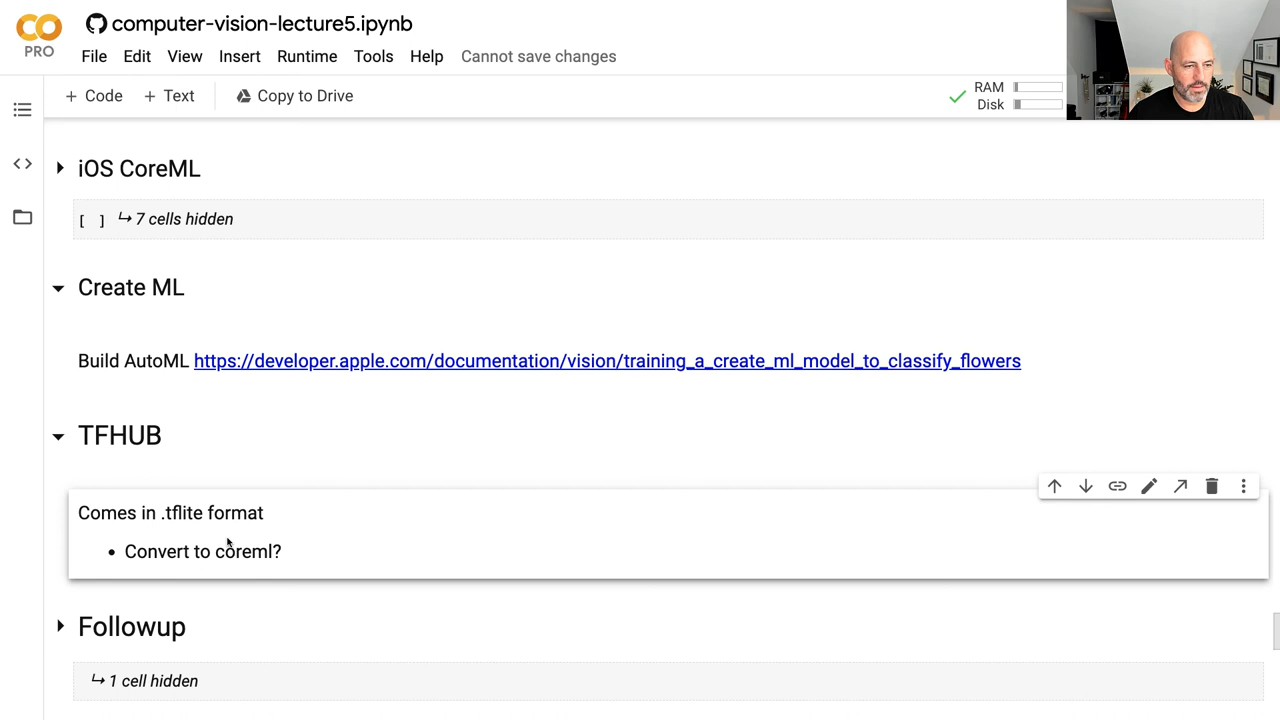 CO
PRO
computer-vision-lecture5.ipynb
File Edit View Insert Runtime Tools Help Cannot save changes
+ Code + Text Copy to Drive
RAM
Disk
iOS CoreML
[ ] ↳ 7 cells hidden
Create ML
Build AutoML https://developer.apple.com/documentation/vision/training_a_create_ml_model_to_classify_flowers
TFHUB
Comes in .tflite format
• Convert to coreml?
Followup
↳ 1 cell hidden